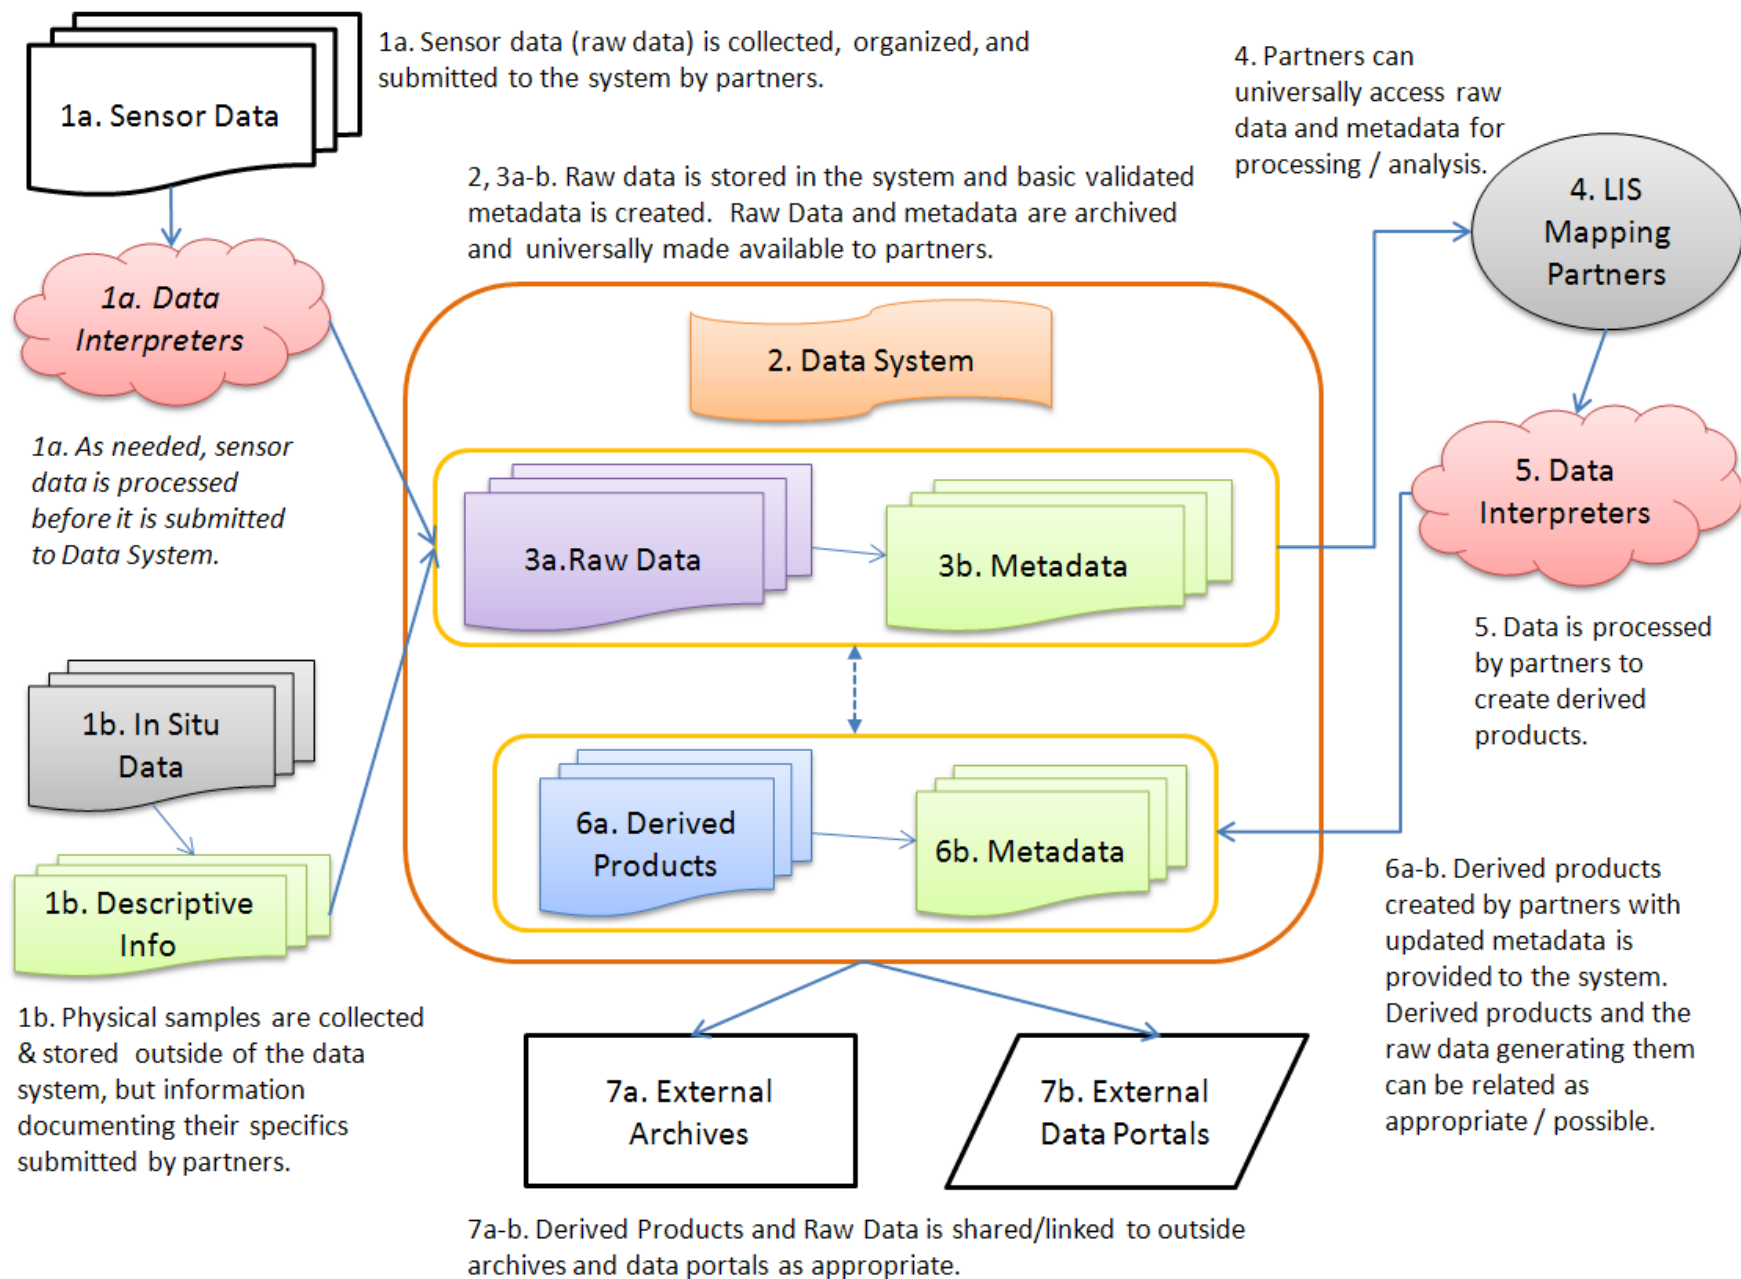 1a. Sensor Data
1a. Sensor data (raw data) is collected, organized, and
submitted to the system by partners.
4. Partners can
universally access raw
data and metadata for
processing / analysis.
2, 3a-b. Raw data is stored in the system and basic validated
metadata is created. Raw Data and metadata are archived
and universally made available to partners.
4. LIS
Mapping
Partners
1a. Data
Interpreters
2. Data System
1a. As needed, sensor
data is processed
before it is submitted
to Data System.
3a.Raw Data
3b. Metadata
5. Data
Interpreters
5. Data is processed
by partners to
create derived
products.
1b. In Situ
Data
1b. Descriptive
Info
6a. Derived
Products
6b. Metadata
6a-b. Derived products
created by partners with
updated metadata is
provided to the system.
Derived products and the
raw data generating them
can be related as
appropriate / possible.
1b. Physical samples are collected
& stored outside of the data
system, but information
documenting their specifics
submitted by partners.
7a. External
Archives
7b. External
Data Portals
7a-b. Derived Products and Raw Data is shared/linked to outside
archives and data portals as appropriate.